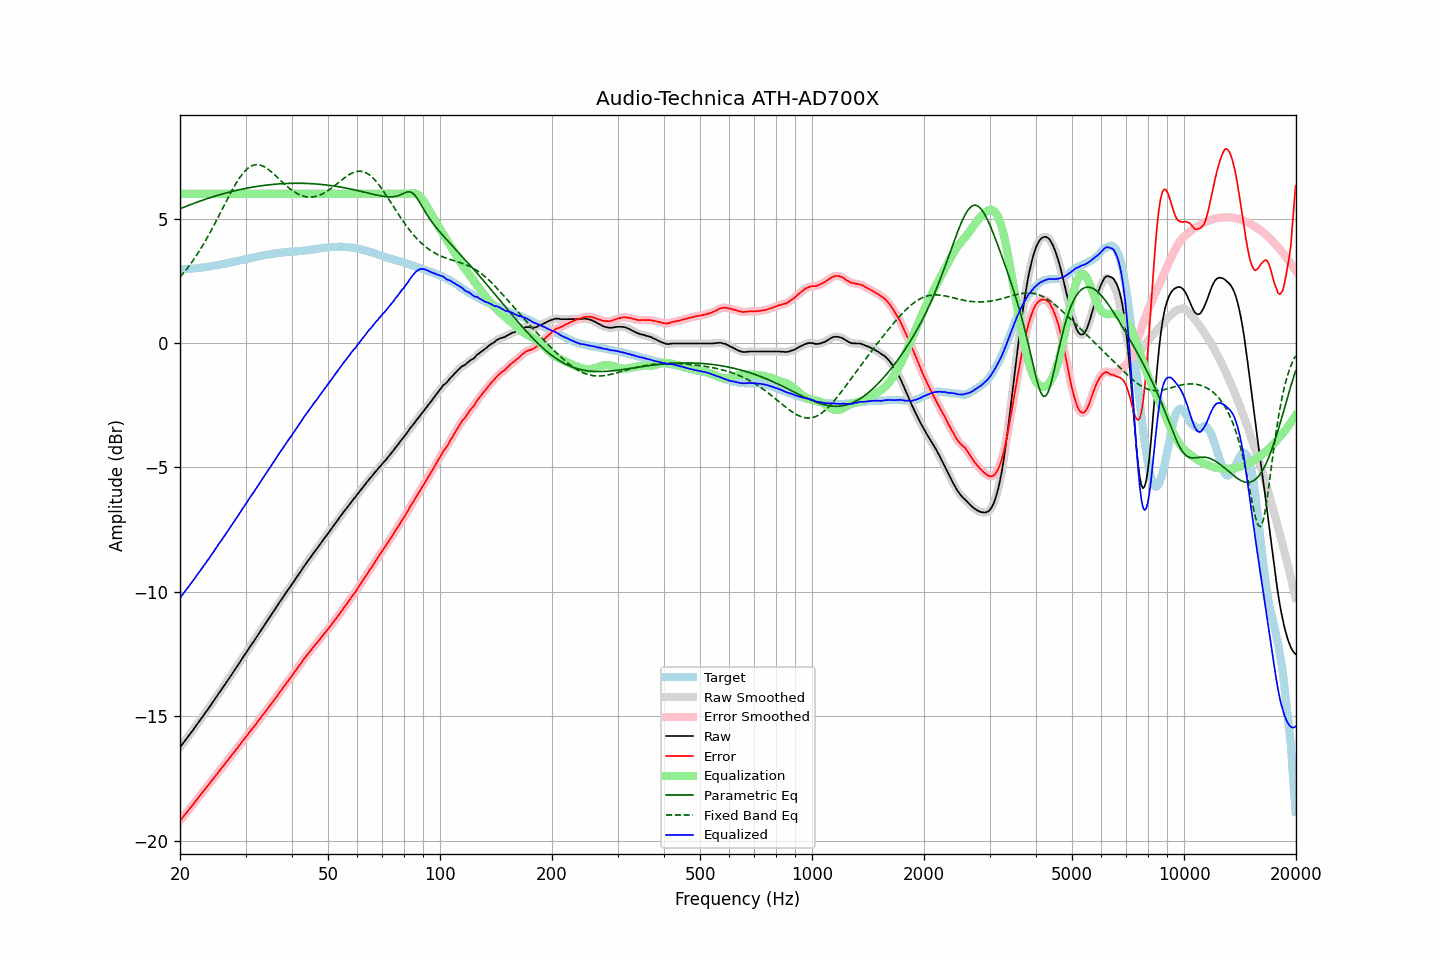 Audio-Technica ATH-AD700X
Amplitude (dBr)
5
0
−5
−10
−15
−20
Target
Raw Smoothed
Error Smoothed
Raw
Error
Equalization
Parametric Eq
Fixed Band Eq
Equalized
20 50 100 200 500 1000 2000 5000 10000 20000
Frequency (Hz)